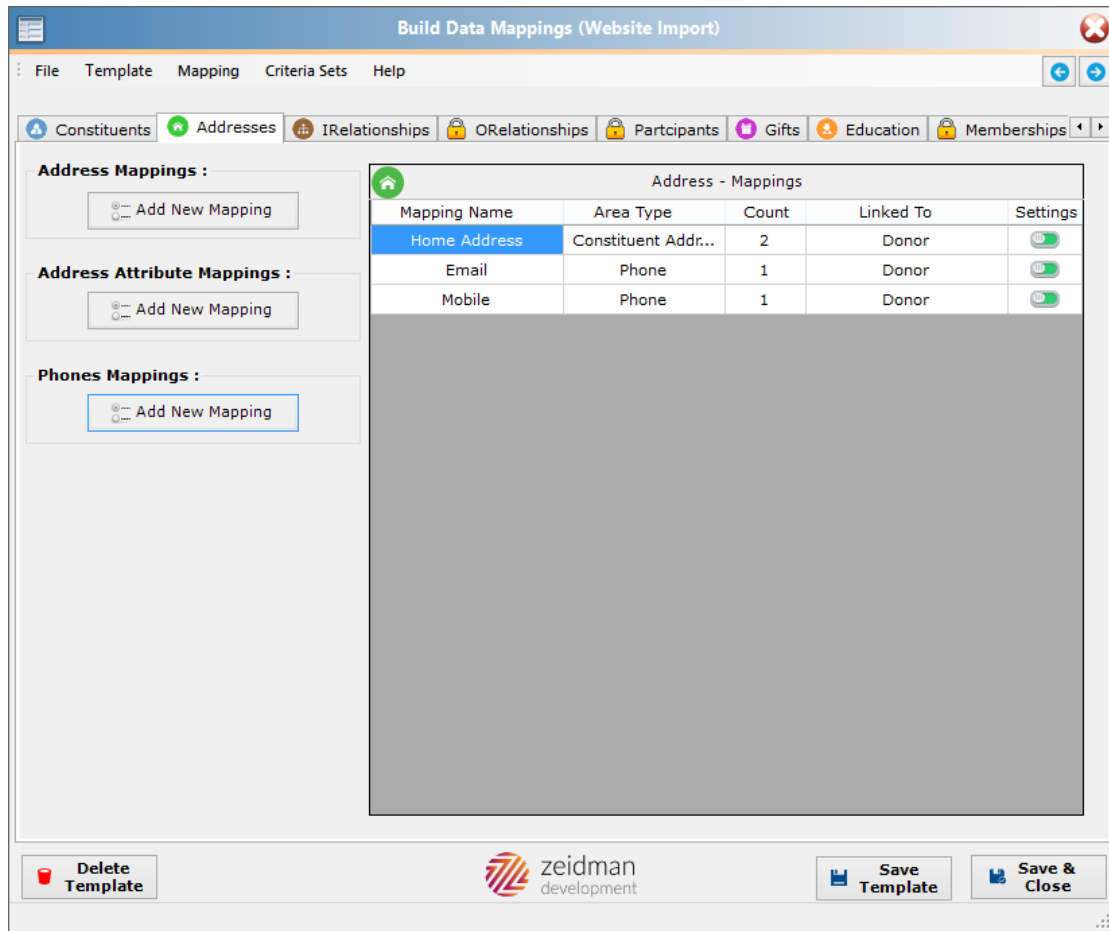 Build Data Mappings (Website Import)
File Template Mapping Criteria Sets Help
Constituents Addresses IRelationships ORelationships Partcipants Gifts Education Memberships
Address Mappings :
Add New Mapping
Address Attribute Mappings :
Add New Mapping
Phones Mappings :
Add New Mapping
Address - Mappings
Mapping Name Area Type Count Linked To Settings
Home Address Constituent Addr... 2 Donor
Email Phone 1 Donor
Mobile Phone 1 Donor
Delete
Template
zeidman
development
Save
Template
Save &
Close